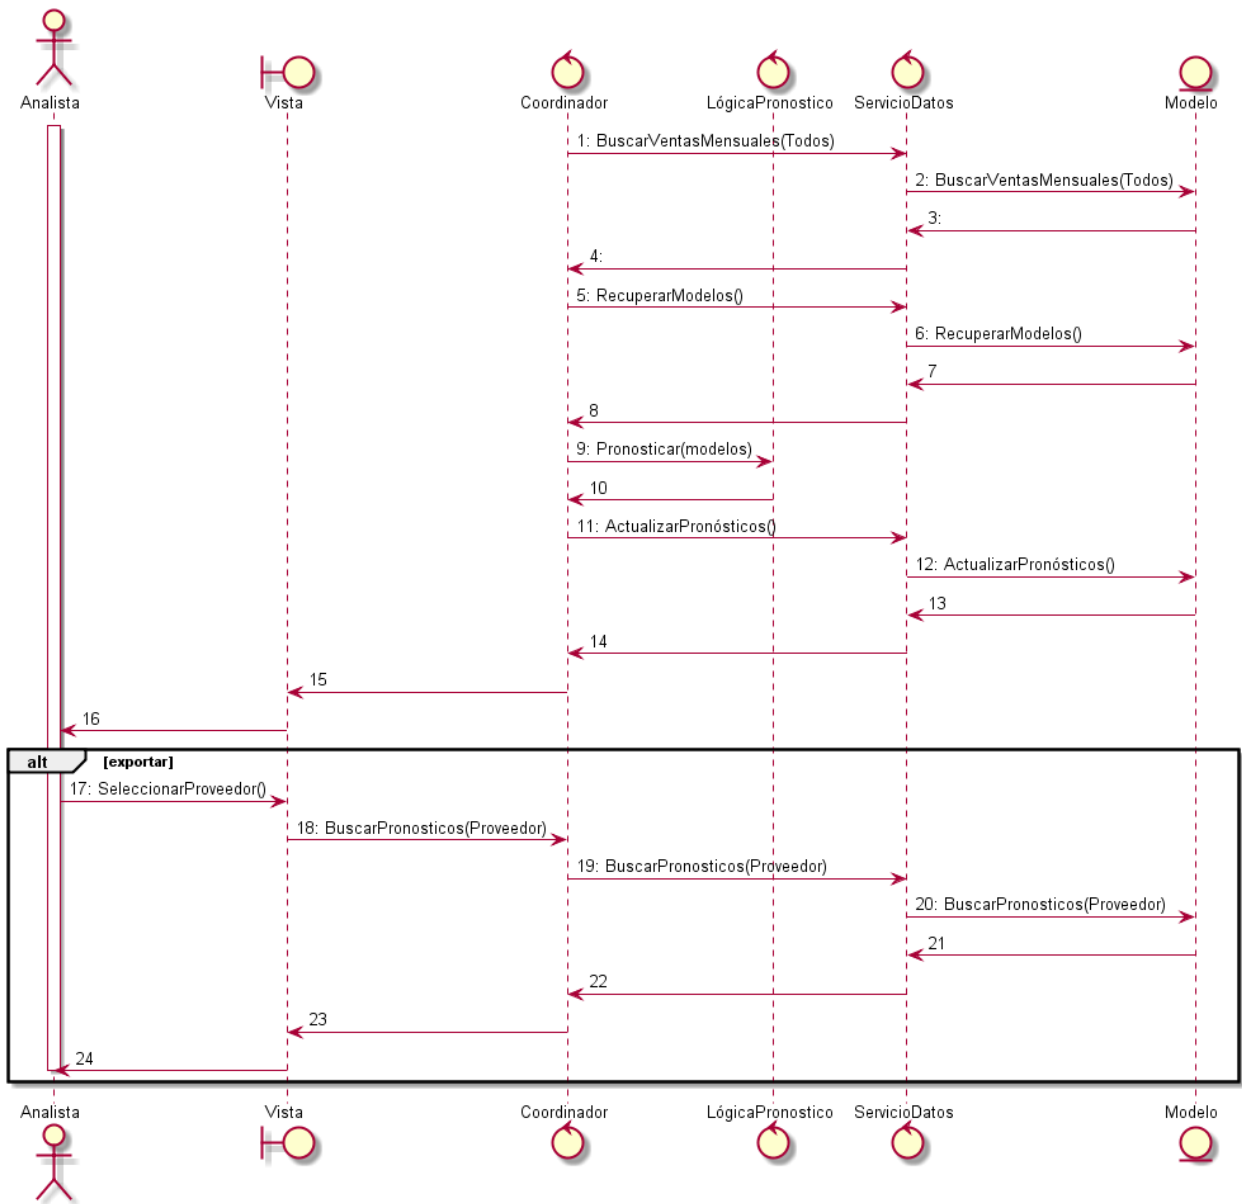 Analista Vista Coordinador LógicaPronostico ServicioDatos Modelo
1: BuscarVentasMensuales(Todos)
2: BuscarVentasMensuales(Todos)
3:
4:
5: RecuperarModelos()
6: RecuperarModelos()
7
8
9: Pronosticar(modelos)
10
11: ActualizarPronósticos()
12: ActualizarPronósticos()
13
14
15
16
alt [exportar]
17: SeleccionarProveedor()
18: BuscarPronosticos(Proveedor)
19: BuscarPronosticos(Proveedor)
20: BuscarPronosticos(Proveedor)
21
22
23
24
Analista Vista Coordinador LógicaPronostico ServicioDatos Modelo